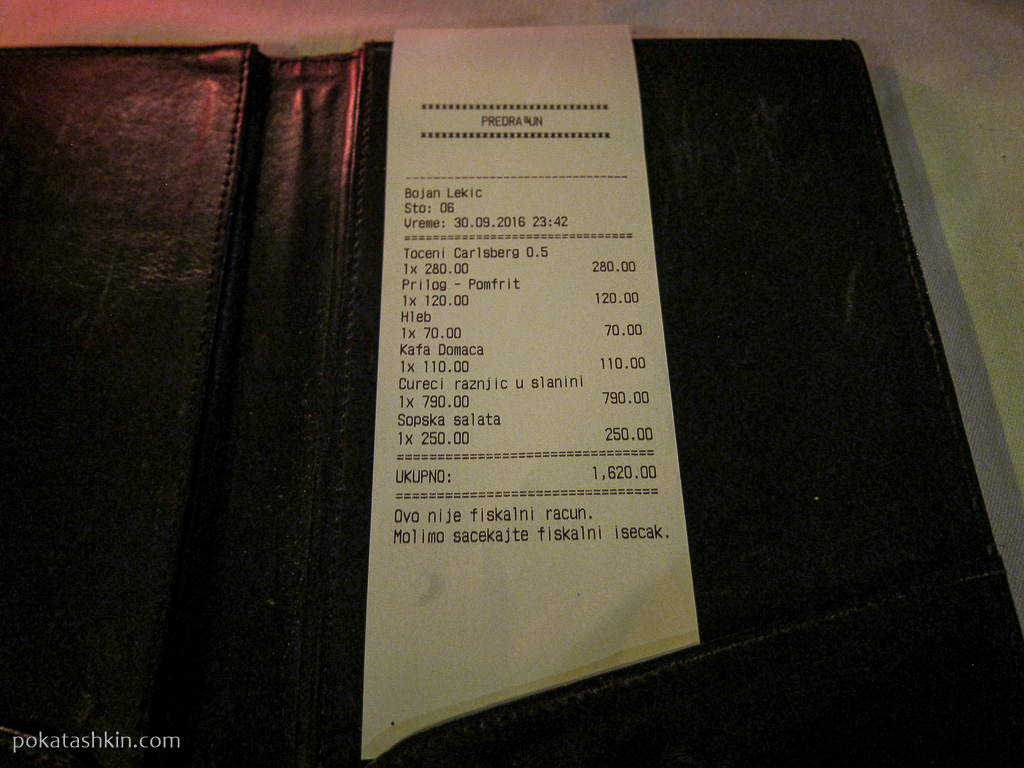 ***************************
PREDRA UN
***************************
--------------------------------
Bojan Lekic
Sto: 06
Vreme: 30.09.2016 23:42
================================
Toceni Carlsberg 0.5
1x 280.00 280.00
Prilog - Pomfrit
1x 120.00 120.00
Hleb
1x 70.00 70.00
Kafa Domaca
1x 110.00 110.00
Cureci raznjic u slanini
1x 790.00 790.00
Sopska salata
1x 250.00 250.00
================================
UKUPNO: 1,620.00
================================
Ovo nije fiskalni racun.
Molimo sacekajte fiskalni isecak.
pokatashkin.com